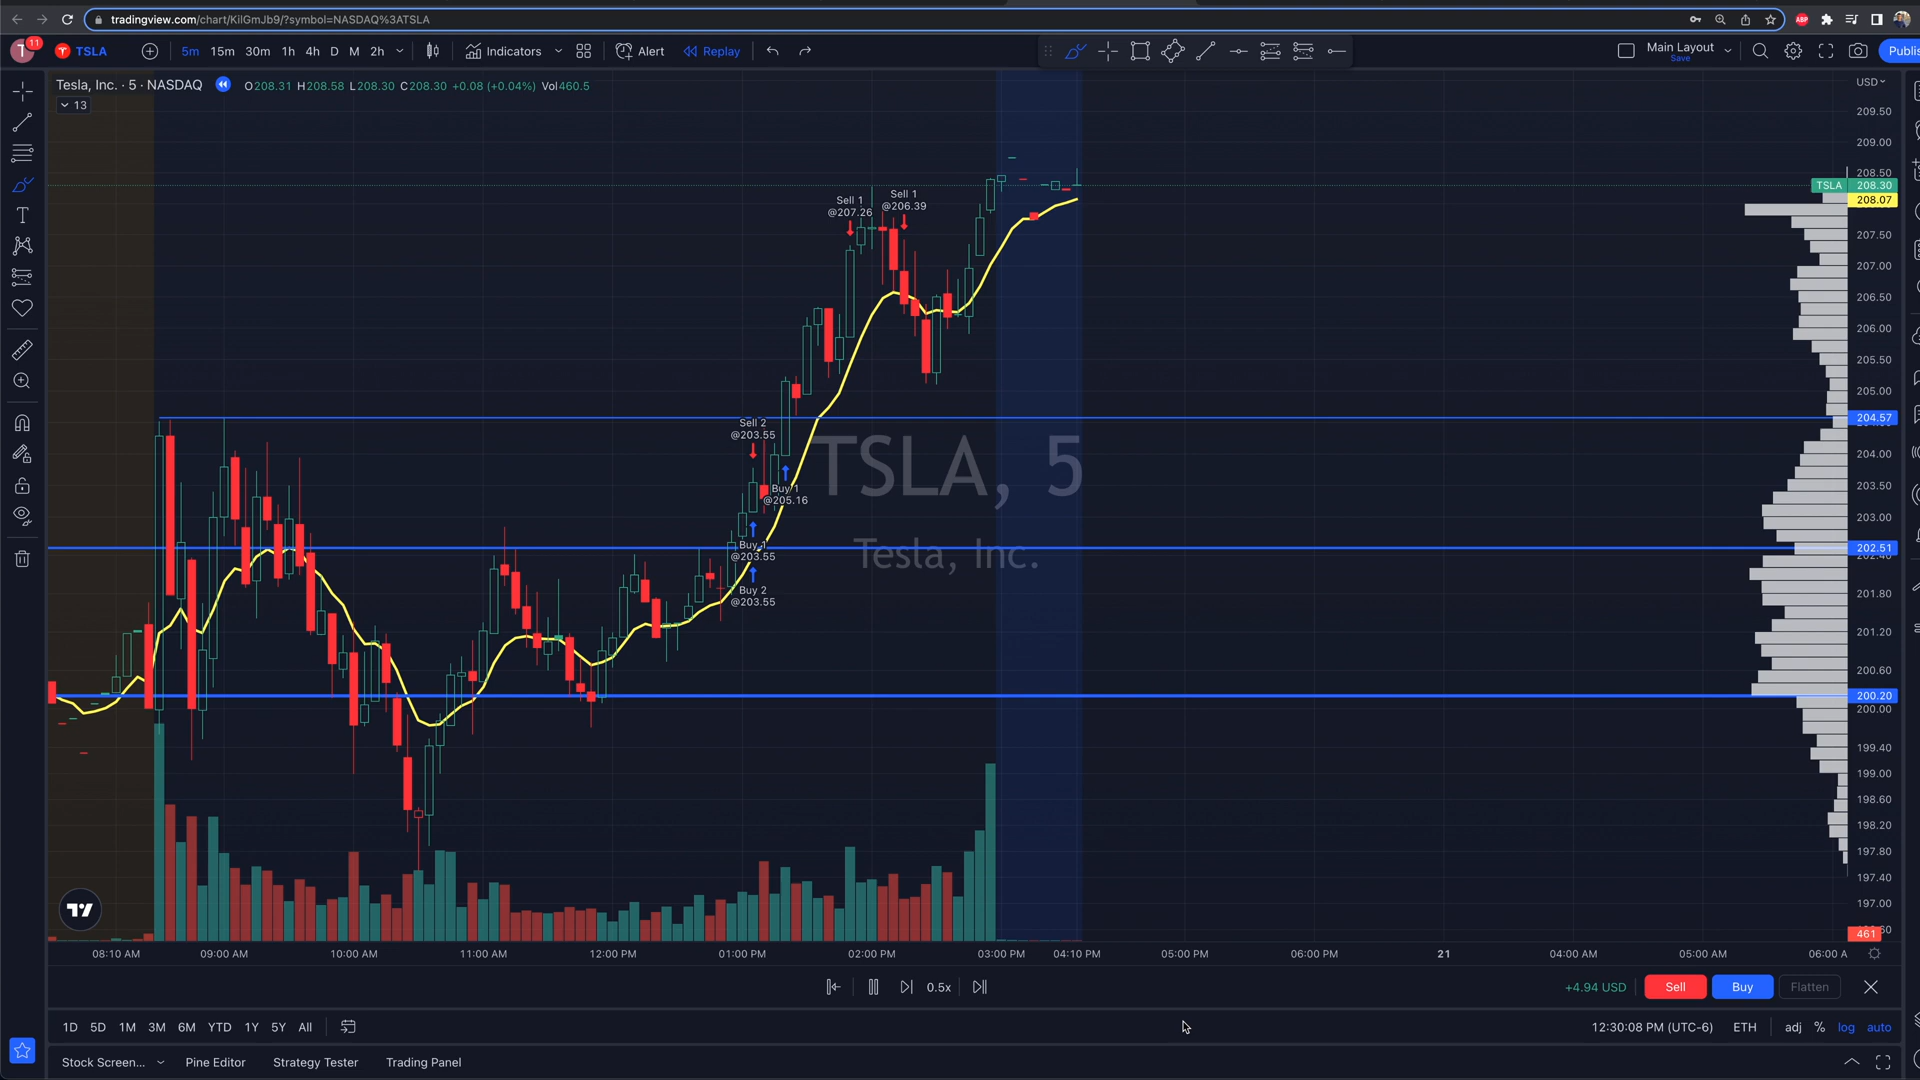 tradingview.com/chart/KilGmJb9/?symbol=NASDAQ%3ATSLA
ABP
T 11 TSLA 5m 15m 30m 1h 4h D M 2h Indicators Alert Replay Main Layout Save Publis
Tesla, Inc. · 5 · NASDAQ O208.31 H208.58 L208.30 C208.30 +0.08 (+0.04%) Vol460.5
13
USD
209.50
209.00
208.50
TSLA 208.30
208.07
207.50
207.00
206.50
206.00
205.50
205.00
204.57
204.00
203.50
203.00
202.51
201.80
201.20
200.60
200.20
200.00
199.40
199.00
198.60
198.20
197.80
197.40
197.00
461
Sell 1
@207.26
Sell 1
@206.39
Sell 2
@203.55
Buy 1
@205.16
Buy 1
@203.55
Buy 2
@203.55
TSLA, 5
Tesla, Inc.
08:10 AM 09:00 AM 10:00 AM 11:00 AM 12:00 PM 01:00 PM 02:00 PM 03:00 PM 04:10 PM 05:00 PM 06:00 PM 21 04:00 AM 05:00 AM 06:00 A
0.5x +4.94 USD Sell Buy Flatten
1D 5D 1M 3M 6M YTD 1Y 5Y All 12:30:08 PM (UTC-6) ETH adj % log auto
Stock Screen... Pine Editor Strategy Tester Trading Panel